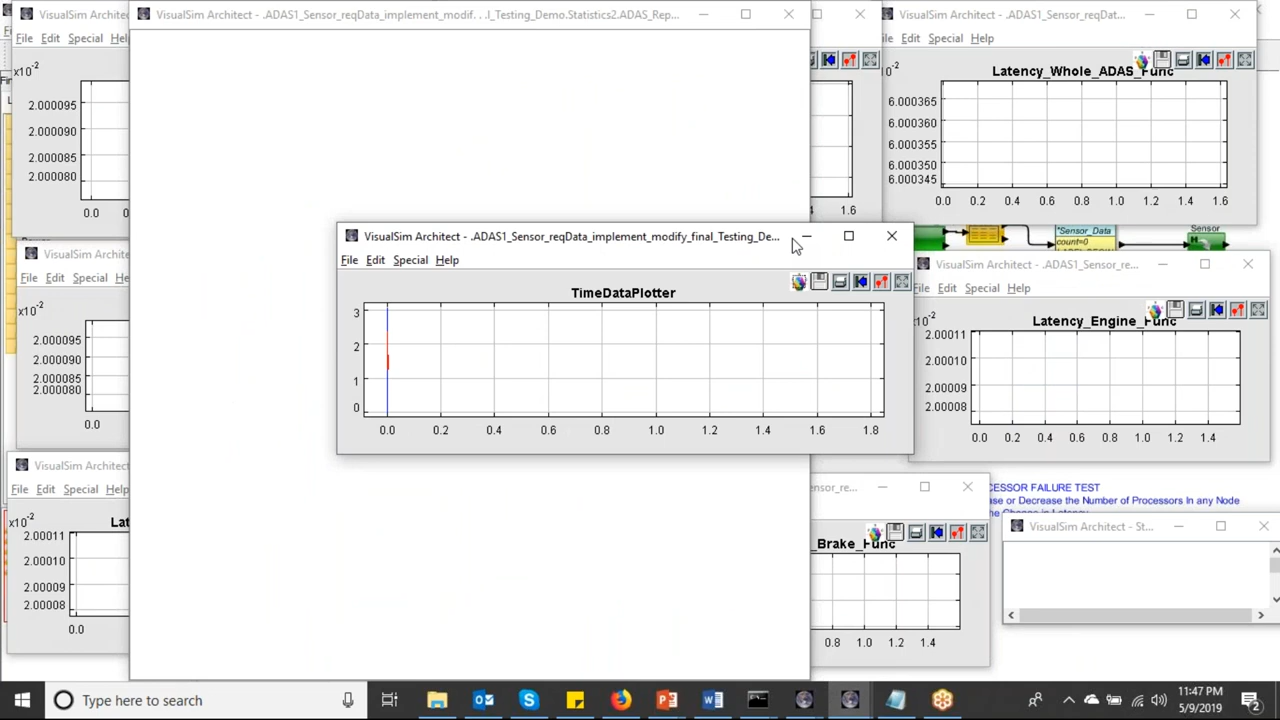 VisualSim Architect - .ADAS1_Sensor_reqData_implement_modif. . .l_Testing_Demo.Statistics2.ADAS_Rep...
VisualSim Architect - .ADAS1_Sensor_reqDat...
File Edit Special Help
Edit Special Help
x10^-2
2.000095
2.000090
2.000085
2.000080
0.0
1.6
Latency_Whole_ADAS_Func
6.000365
6.000360
6.000355
6.000345
0.0 0.2 0.4 0.6 0.8 1.0 1.2 1.4 1.6
*Sensor_Data
count=0
Sensor
VisualSim Architect - .ADAS1_Sensor_reqData_implement_modify_final_Testing_De...
File Edit Special Help
TimeDataPlotter
3
2
1
0
0.0 0.2 0.4 0.6 0.8 1.0 1.2 1.4 1.6 1.8
VisualSim Arch
File Edit Special
x10^-2
2.000095
2.000090
2.000085
2.000080
0.0
VisualSim Architect - .ADAS1_Sensor_re...
File Edit Special Help
Latency_Engine_Func
2.00011
2.00010
2.00009
2.00008
0.0 0.2 0.4 0.6 0.8 1.0 1.2 1.4
VisualSim Architect
File Edit Special Help
x10^-2
2.00011
2.00010
2.00009
2.00008
0.0
ensor_re...
_Brake_Func
0.8 1.0 1.2 1.4
CESSOR FAILURE TEST
ase or Decrease the Number of Processors In any Node
VisualSim Architect - St...
Type here to search
11:47 PM
5/9/2019
2